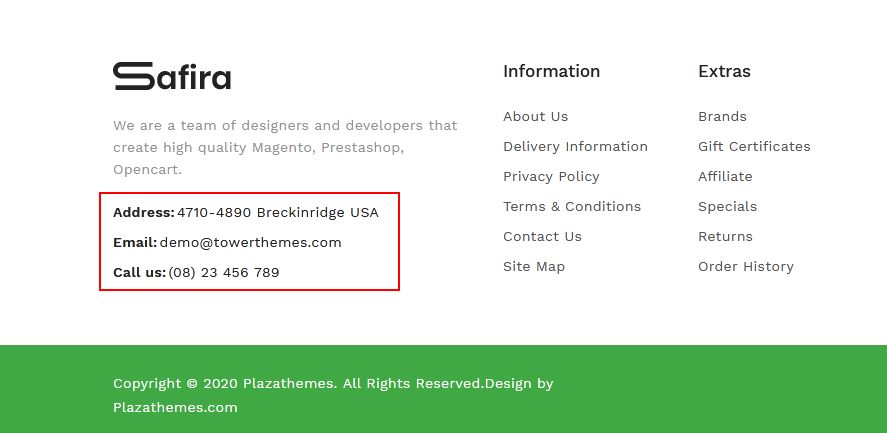 Safira
We are a team of designers and developers that
create high quality Magento, Prestashop,
Opencart.
Address: 4710-4890 Breckinridge USA
Email: demo@towerthemes.com
Call us: (08) 23 456 789
Information
About Us
Delivery Information
Privacy Policy
Terms & Conditions
Contact Us
Site Map
Extras
Brands
Gift Certificates
Affiliate
Specials
Returns
Order History
Copyright © 2020 Plazathemes. All Rights Reserved.Design by
Plazathemes.com